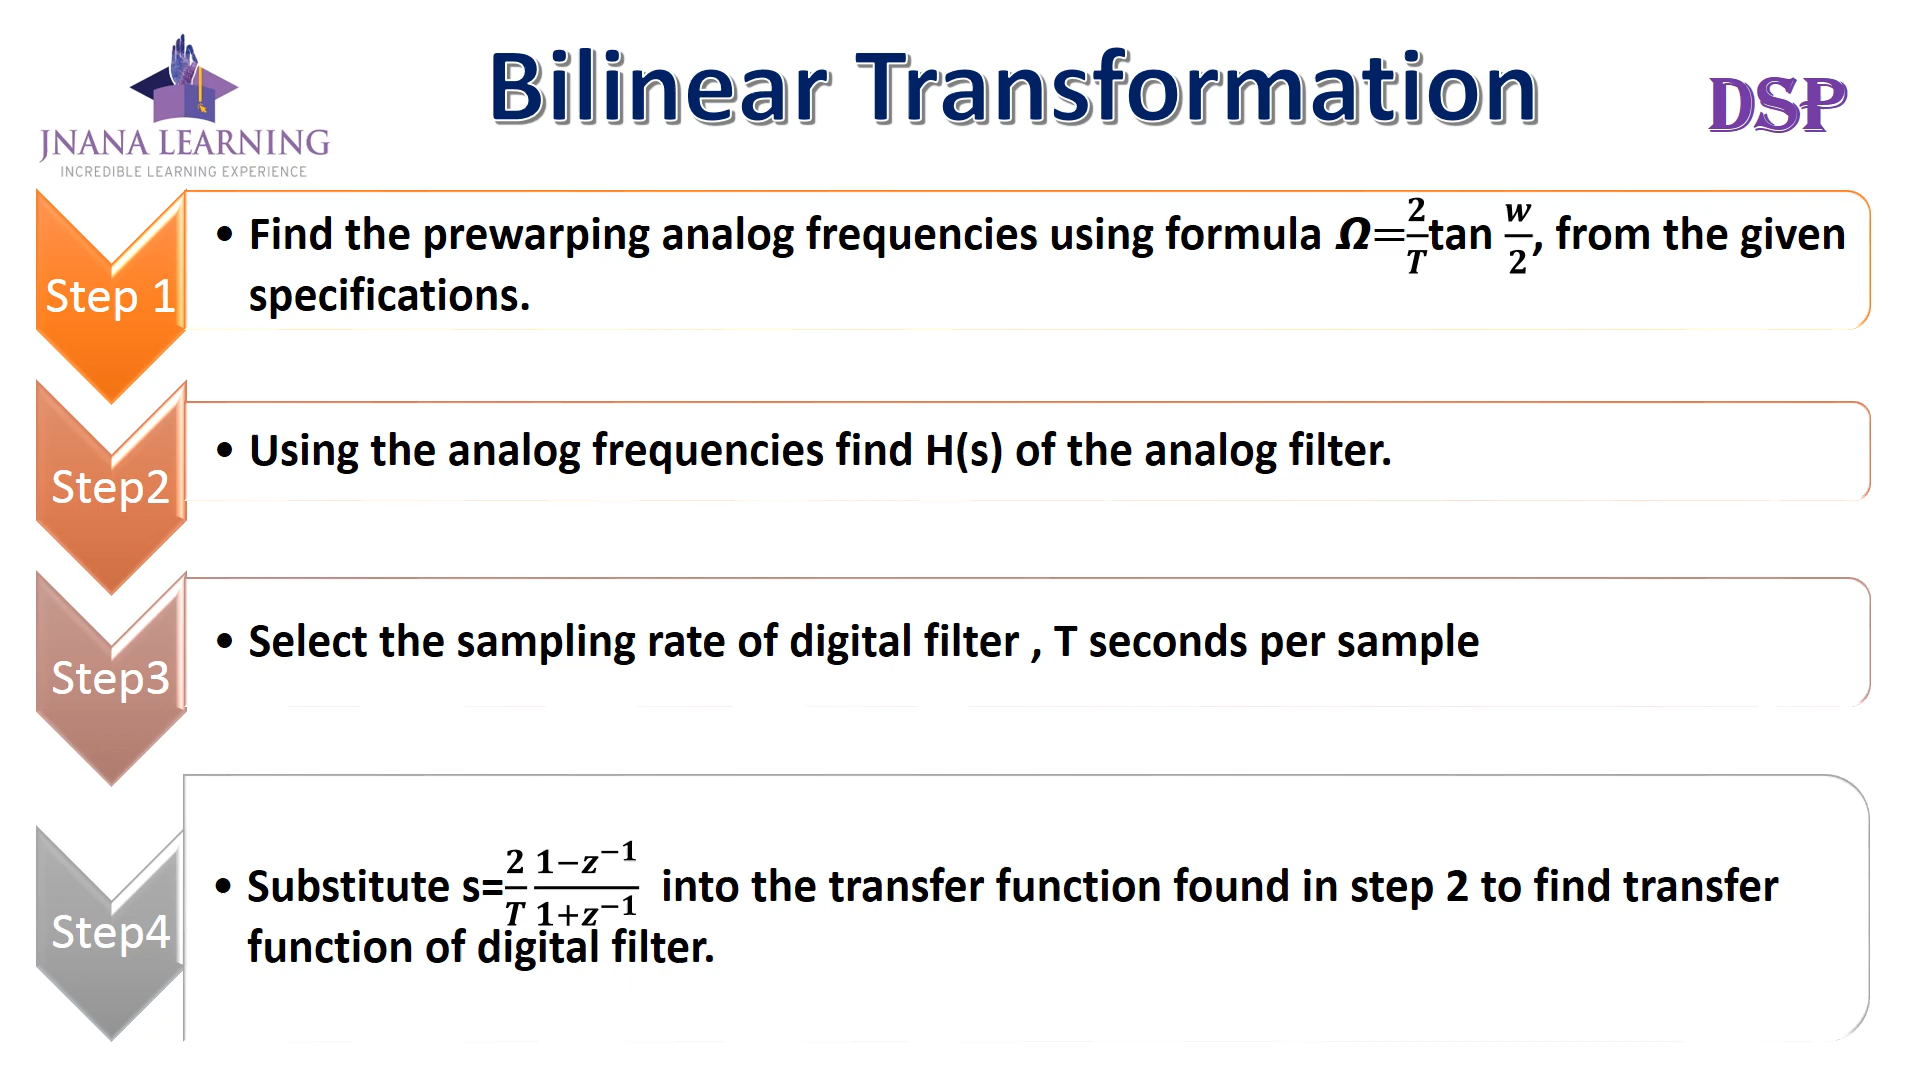 JNANA LEARNING
INCREDIBLE LEARNING EXPERIENCE
Bilinear Transformation
DSP
Step 1
• Find the prewarping analog frequencies using formula Ω=2/T tan w/2, from the given
specifications.
Step2
• Using the analog frequencies find H(s) of the analog filter.
Step3
• Select the sampling rate of digital filter , T seconds per sample
Step4
• Substitute s=2/T 1−z⁻¹/1+z⁻¹ into the transfer function found in step 2 to find transfer
function of digital filter.